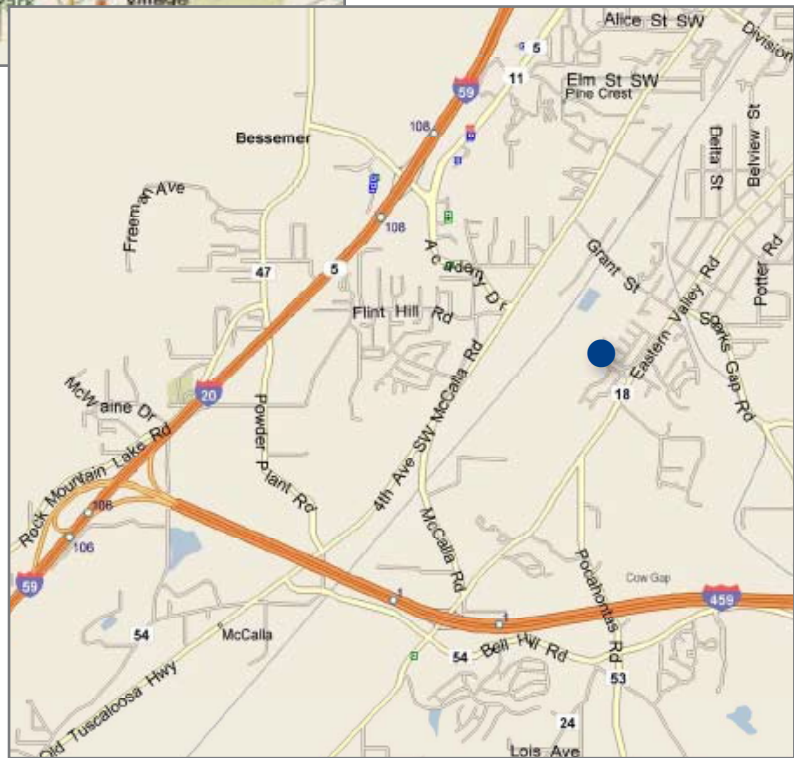 Village
Alice St SW
Division
5
11
59
Elm St SW
Pine Crest
108
Bessemer
Delta St
Belview St
Freeman Ave
108
Grant St
Academy Dr
47
5
Eastern Valley Rd
Potter Rd
Flint Hill Rd
Sparks Gap Rd
4th Ave SW McCalla Rd
18
20
McWaine Dr
Powder Plant Rd
Rock Mountain Lake Rd
106
106
McCalla Rd
Pocahontas Rd
Cow Gap
59
1
1
459
54
McCalla
54
Bell Hill Rd
53
Old Tuscaloosa Hwy
24
Lois Ave